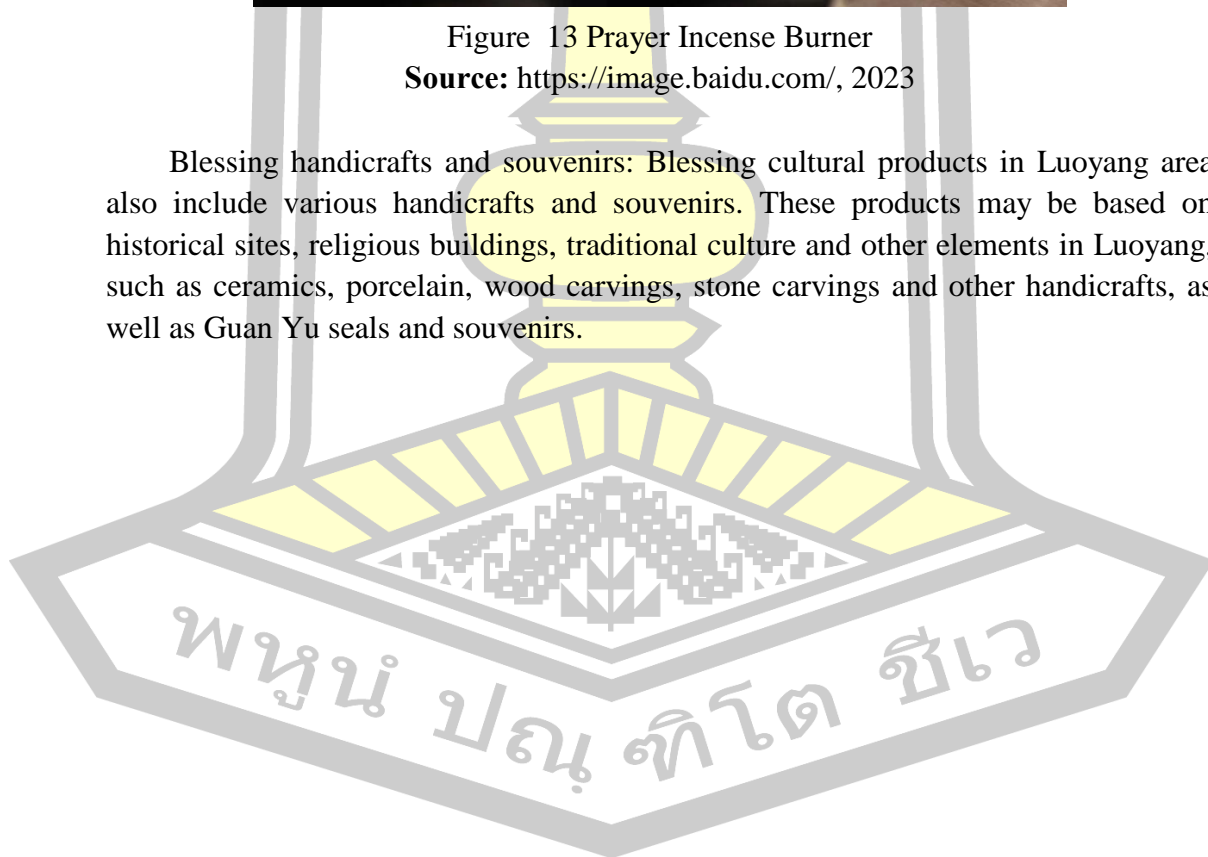 Figure 13 Prayer Incense Burner
Source: https://image.baidu.com/, 2023
Blessing handicrafts and souvenirs: Blessing cultural products in Luoyang area
also include various handicrafts and souvenirs. These products may be based on
historical sites, religious buildings, traditional culture and other elements in Luoyang,
such as ceramics, porcelain, wood carvings, stone carvings and other handicrafts, as
well as Guan Yu seals and souvenirs.
พหูนํ ปณฺฑิโต ชีเว